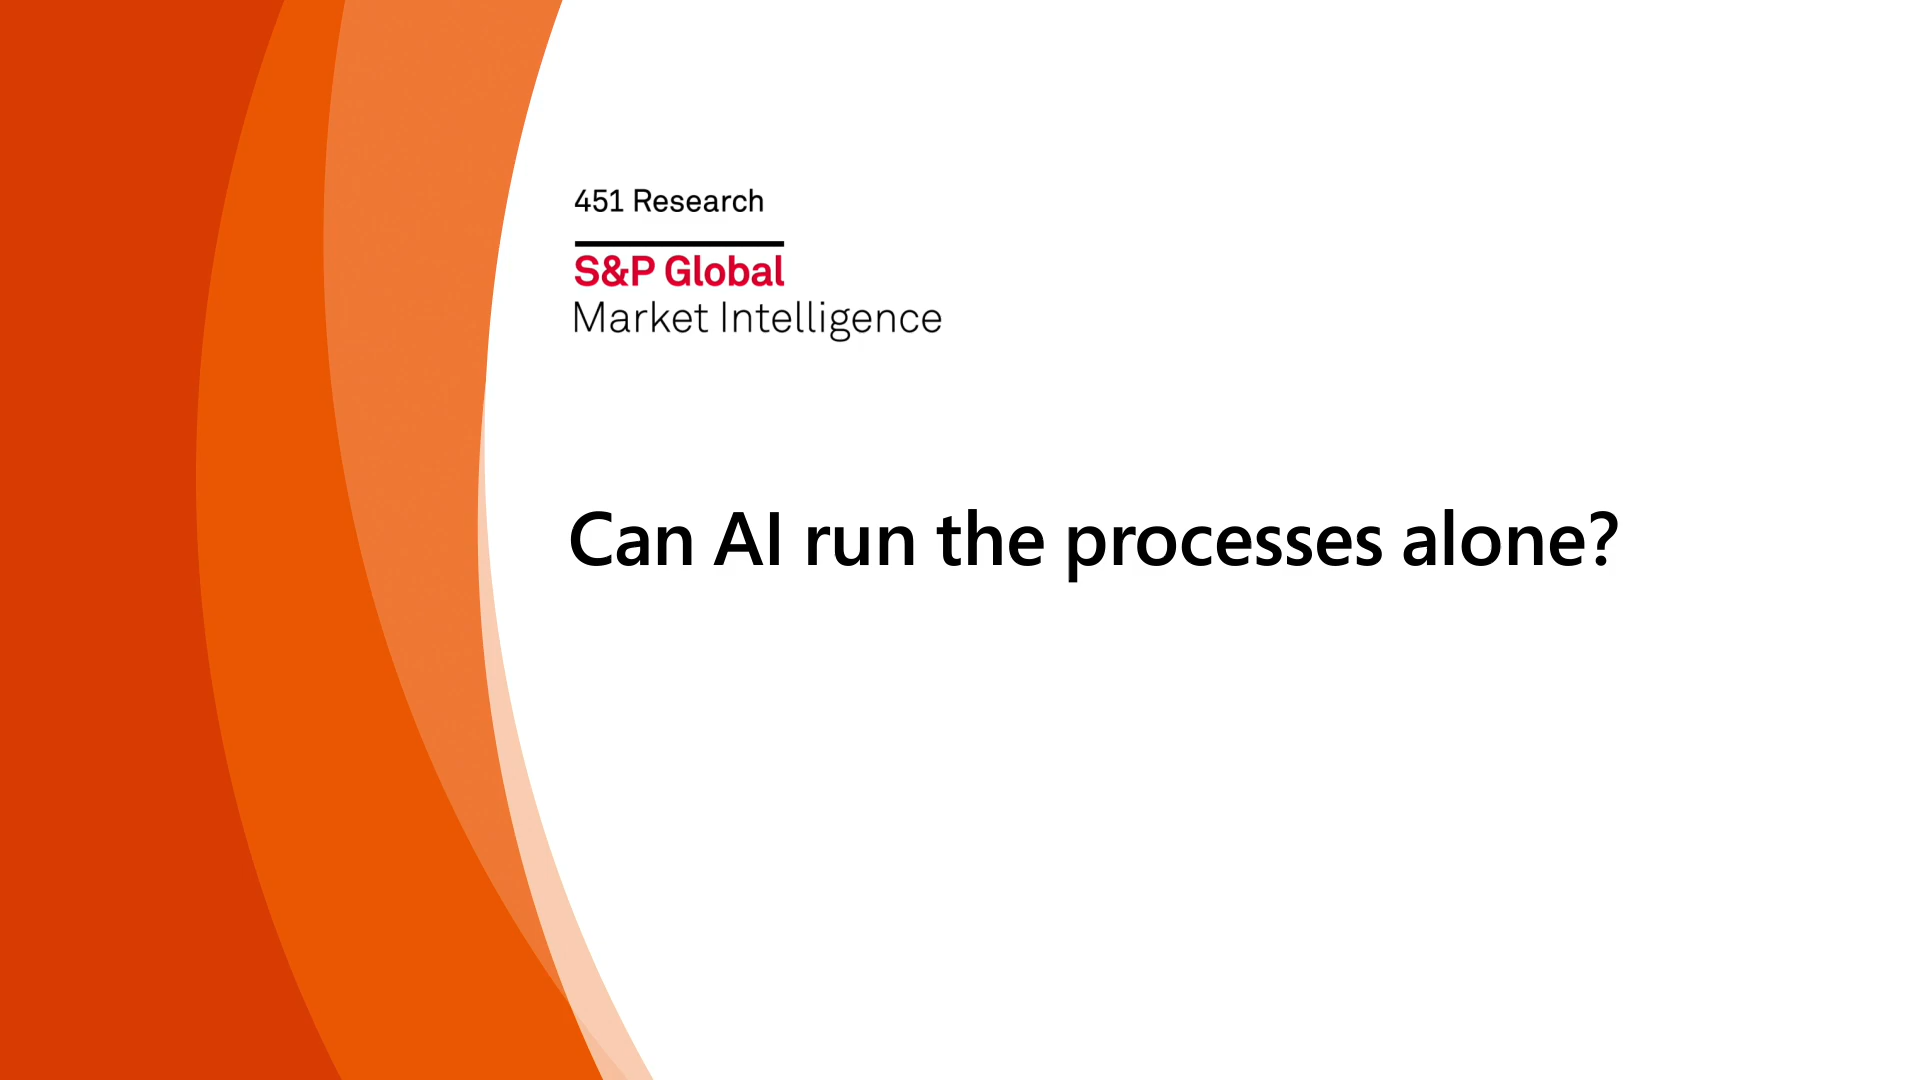 451 Research
S&P Global
Market Intelligence
Can AI run the processes alone?